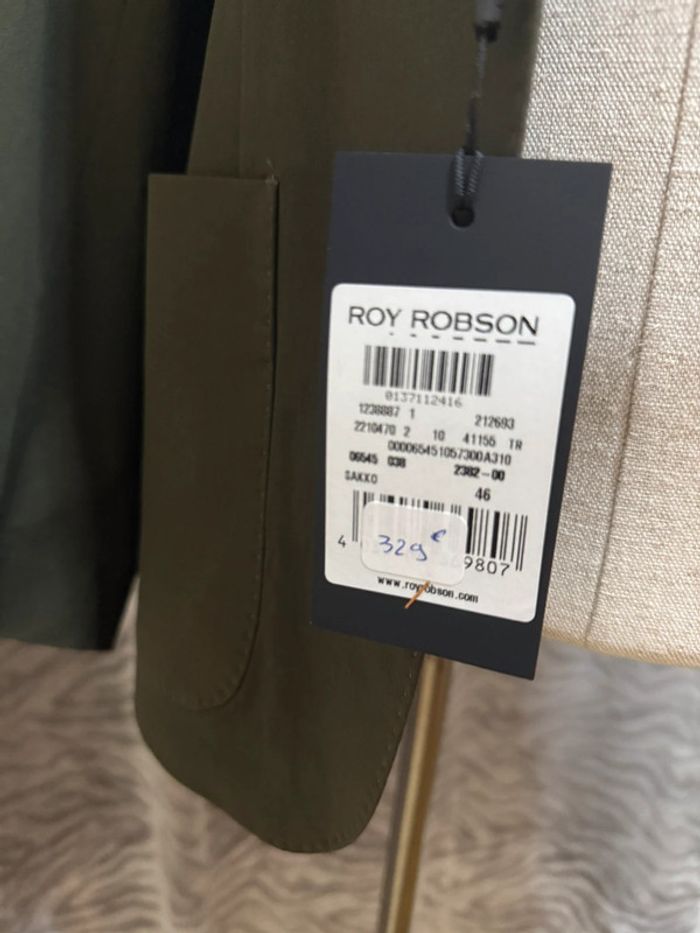 ROY ROBSON
0137112416
1238887 1 212693
2210470 2 10 41155 TR
000065451057300A310
06545 038 2382-00
SAKKO
46
329 €
4 9807
www.royrobson.com